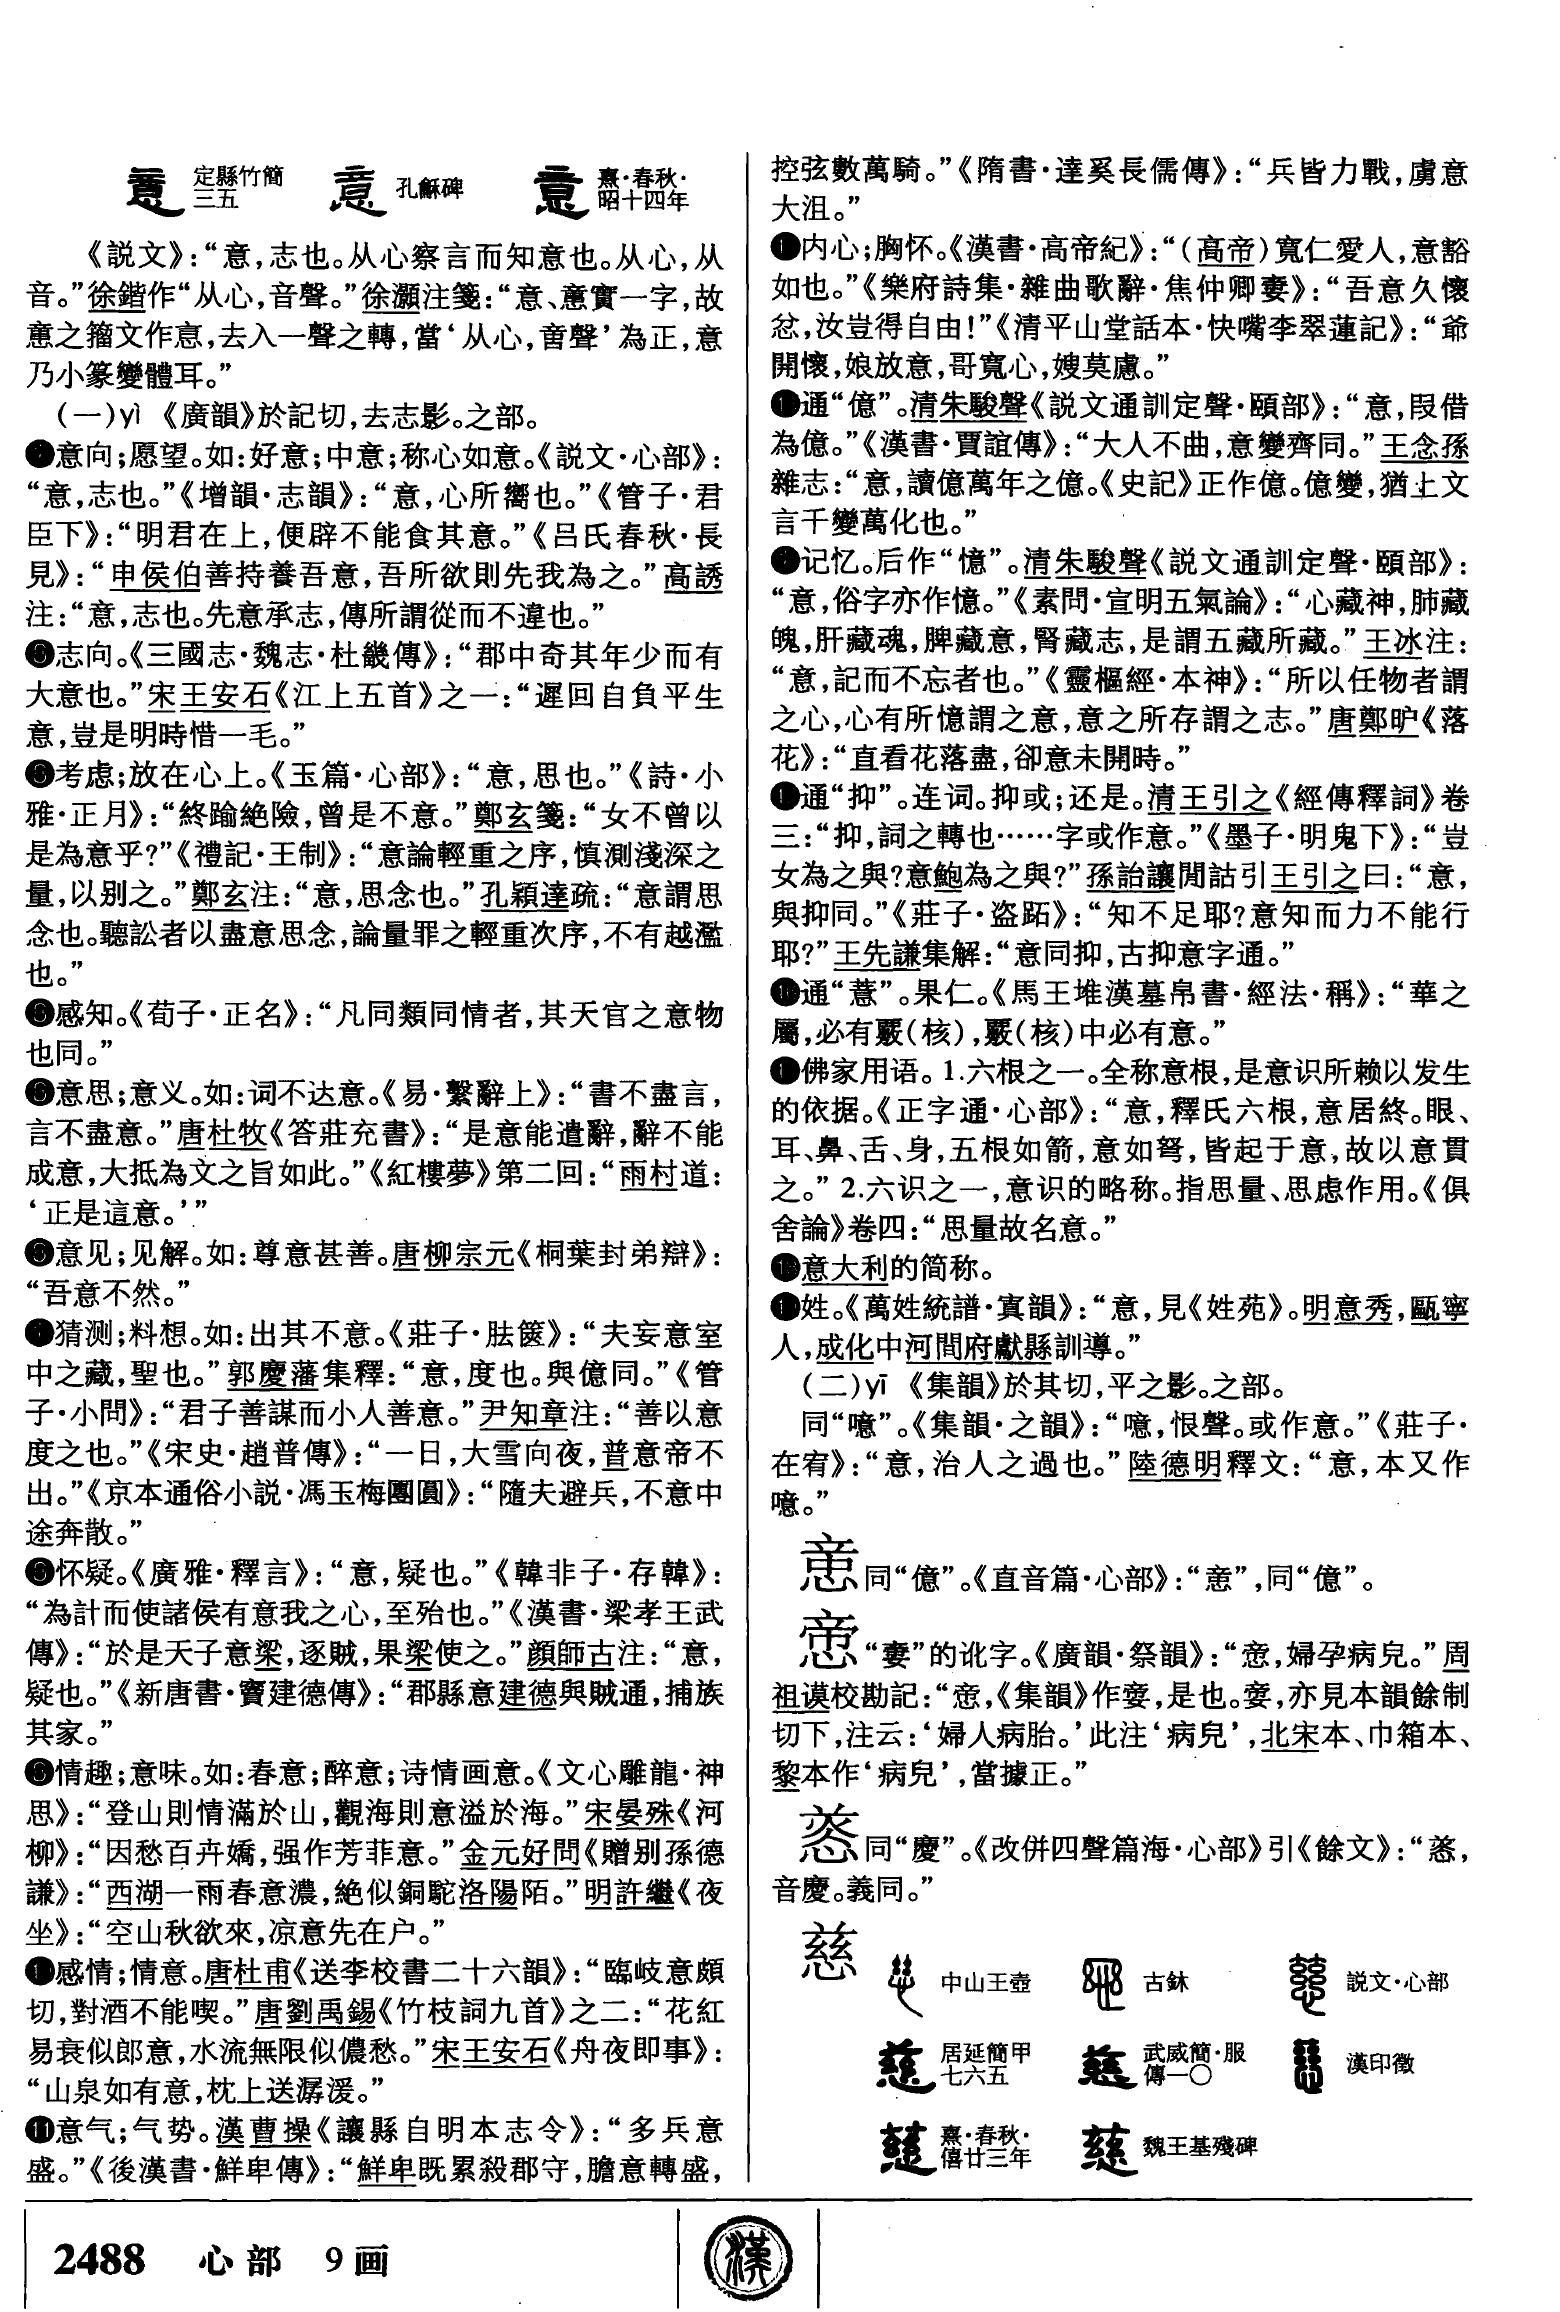 定縣竹簡
三五
孔龢碑
熹·春秋·
昭十四年
《説文》：“意，志也。从心察言而知意也。从心，从
音。”徐鍇作“从心，音聲。”徐灝注箋：“意、意實一字，故
意之籀文作𢡃，去入一聲之轉，當‘从心，啻聲’為正，意
乃小篆變體耳。”
(一)yì 《廣韻》於記切，去志影。之部。
意向；愿望。如：好意；中意；称心如意。《説文·心部》：
“意，志也。”《增韻·志韻》：“意，心所嚮也。”《管子·君
臣下》：“明君在上，便辟不能食其意。”《吕氏春秋·長
見》：“申侯伯善持養吾意，吾所欲則先我為之。”高誘
注：“意，志也。先意承志，傳所謂從而不違也。”
志向。《三國志·魏志·杜畿傳》：“郡中奇其年少而有
大意也。”宋王安石《江上五首》之一：“遲回自負平生
意，豈是明時惜一毛。”
考虑；放在心上。《玉篇·心部》：“意，思也。”《詩·小
雅·正月》：“終踰絶險，曾是不意。”鄭玄箋：“女不曾以
是為意乎？”《禮記·王制》：“意論輕重之序，慎測淺深之
量，以别之。”鄭玄注：“意，思念也。”孔穎達疏：“意謂思
念也。聽訟者以盡意思念，論量罪之輕重次序，不有越濫
也。”
感知。《荀子·正名》：“凡同類同情者，其天官之意物
也同。”
意思；意义。如：词不达意。《易·繫辭上》：“書不盡言，
言不盡意。”唐杜牧《答莊充書》：“是意能遣辭，辭不能
成意，大抵為文之旨如此。”《紅樓夢》第二回：“雨村道：
‘正是這意。’”
意见；见解。如：尊意甚善。唐柳宗元《桐葉封弟辯》：
“吾意不然。”
猜测；料想。如：出其不意。《莊子·胠篋》：“夫妄意室
中之藏，聖也。”郭慶藩集釋：“意，度也。與億同。”《管
子·小問》：“君子善謀而小人善意。”尹知章注：“善以意
度之也。”《宋史·趙普傳》：“一日，大雪向夜，普意帝不
出。”《京本通俗小説·馮玉梅團圓》：“隨夫避兵，不意中
途奔散。”
怀疑。《廣雅·釋言》：“意，疑也。”《韓非子·存韓》：
“為計而使諸侯有意我之心，至殆也。”《漢書·梁孝王武
傳》：“於是天子意梁，逐賊，果梁使之。”顔師古注：“意，
疑也。”《新唐書·竇建德傳》：“郡縣意建德與賊通，捕族
其家。”
情趣；意味。如：春意；醉意；诗情画意。《文心雕龍·神
思》：“登山則情滿於山，觀海則意溢於海。”宋晏殊《河
柳》：“因愁百卉嬌，强作芳菲意。”金元好問《贈别孫德
謙》：“西湖一雨春意濃，絶似銅駝洛陽陌。”明許繼《夜
坐》：“空山秋欲來，凉意先在户。”
感情；情意。唐杜甫《送李校書二十六韻》：“臨岐意頗
切，對酒不能喫。”唐劉禹錫《竹枝詞九首》之二：“花紅
易衰似郎意，水流無限似儂愁。”宋王安石《舟夜即事》：
“山泉如有意，枕上送潺湲。”
⓫意气；气势。漢曹操《讓縣自明本志令》：“多兵意
盛。”《後漢書·鮮卑傳》：“鮮卑既累殺郡守，膽意轉盛，
控弦數萬騎。”《隋書·達奚長儒傳》：“兵皆力戰，虜意
大沮。”
内心；胸怀。《漢書·高帝紀》：“(高帝)寬仁愛人，意豁
如也。”《樂府詩集·雜曲歌辭·焦仲卿妻》：“吾意久懷
忿，汝豈得自由！”《清平山堂話本·快嘴李翠蓮記》：“爺
開懷，娘放意，哥寬心，嫂莫慮。”
通“億”。清朱駿聲《説文通訓定聲·頤部》：“意，叚借
為億。”《漢書·賈誼傳》：“大人不曲，意變齊同。”王念孫
雜志：“意，讀億萬年之億。《史記》正作億。億變，猶上文
言千變萬化也。”
记忆。后作“憶”。清朱駿聲《説文通訓定聲·頤部》：
“意，俗字亦作憶。”《素問·宣明五氣論》：“心藏神，肺藏
魄，肝藏魂，脾藏意，腎藏志，是謂五藏所藏。”王冰注：
“意，記而不忘者也。”《靈樞經·本神》：“所以任物者謂
之心，心有所憶謂之意，意之所存謂之志。”唐鄭旷《落
花》：“直看花落盡，卻意未開時。”
通“抑”。连词。抑或；还是。清王引之《經傳釋詞》卷
三：“抑，詞之轉也……字或作意。”《墨子·明鬼下》：“豈
女為之與？意鮑為之與？”孫詒讓閒詁引王引之曰：“意，
與抑同。”《莊子·盗跖》：“知不足耶？意知而力不能行
耶？”王先謙集解：“意同抑，古抑意字通。”
通“薏”。果仁。《馬王堆漢墓帛書·經法·稱》：“華之
屬，必有覈(核)，覈(核)中必有意。”
佛家用语。1.六根之一。全称意根，是意识所赖以发生
的依据。《正字通·心部》：“意，釋氏六根，意居終。眼、
耳、鼻、舌、身，五根如箭，意如弩，皆起于意，故以意貫
之。” 2.六识之一，意识的略称。指思量、思虑作用。《俱
舍論》卷四：“思量故名意。”
意大利的简称。
姓。《萬姓統譜·寘韻》：“意，見《姓苑》。明意秀，甌寧
人，成化中河間府獻縣訓導。”
(二)yī 《集韻》於其切，平之影。之部。
同“噫”。《集韻·之韻》：“噫，恨聲。或作意。”《莊子·
在宥》：“意，治人之過也。”陸德明釋文：“意，本又作
噫。”
同“億”。《直音篇·心部》：“”，同“億”。
“㛍”的讹字。《廣韻·祭韻》：“，婦孕病皃。”周
祖谟校勘記：“，《集韻》作，是也。，亦見本韻餘制
切下，注云：‘婦人病胎。’此注‘病兒’，北宋本、巾箱本、
黎本作‘病皃’，當據正。”
同“慶”。《改併四聲篇海·心部》引《餘文》：“，
音慶。義同。”
慈
中山王壺
古鉥
説文·心部
居延簡甲
七六五
武威簡·服
傳一〇
漢印徵
熹·春秋·
僖廿三年
魏王基殘碑
2488 心部 9画
漢